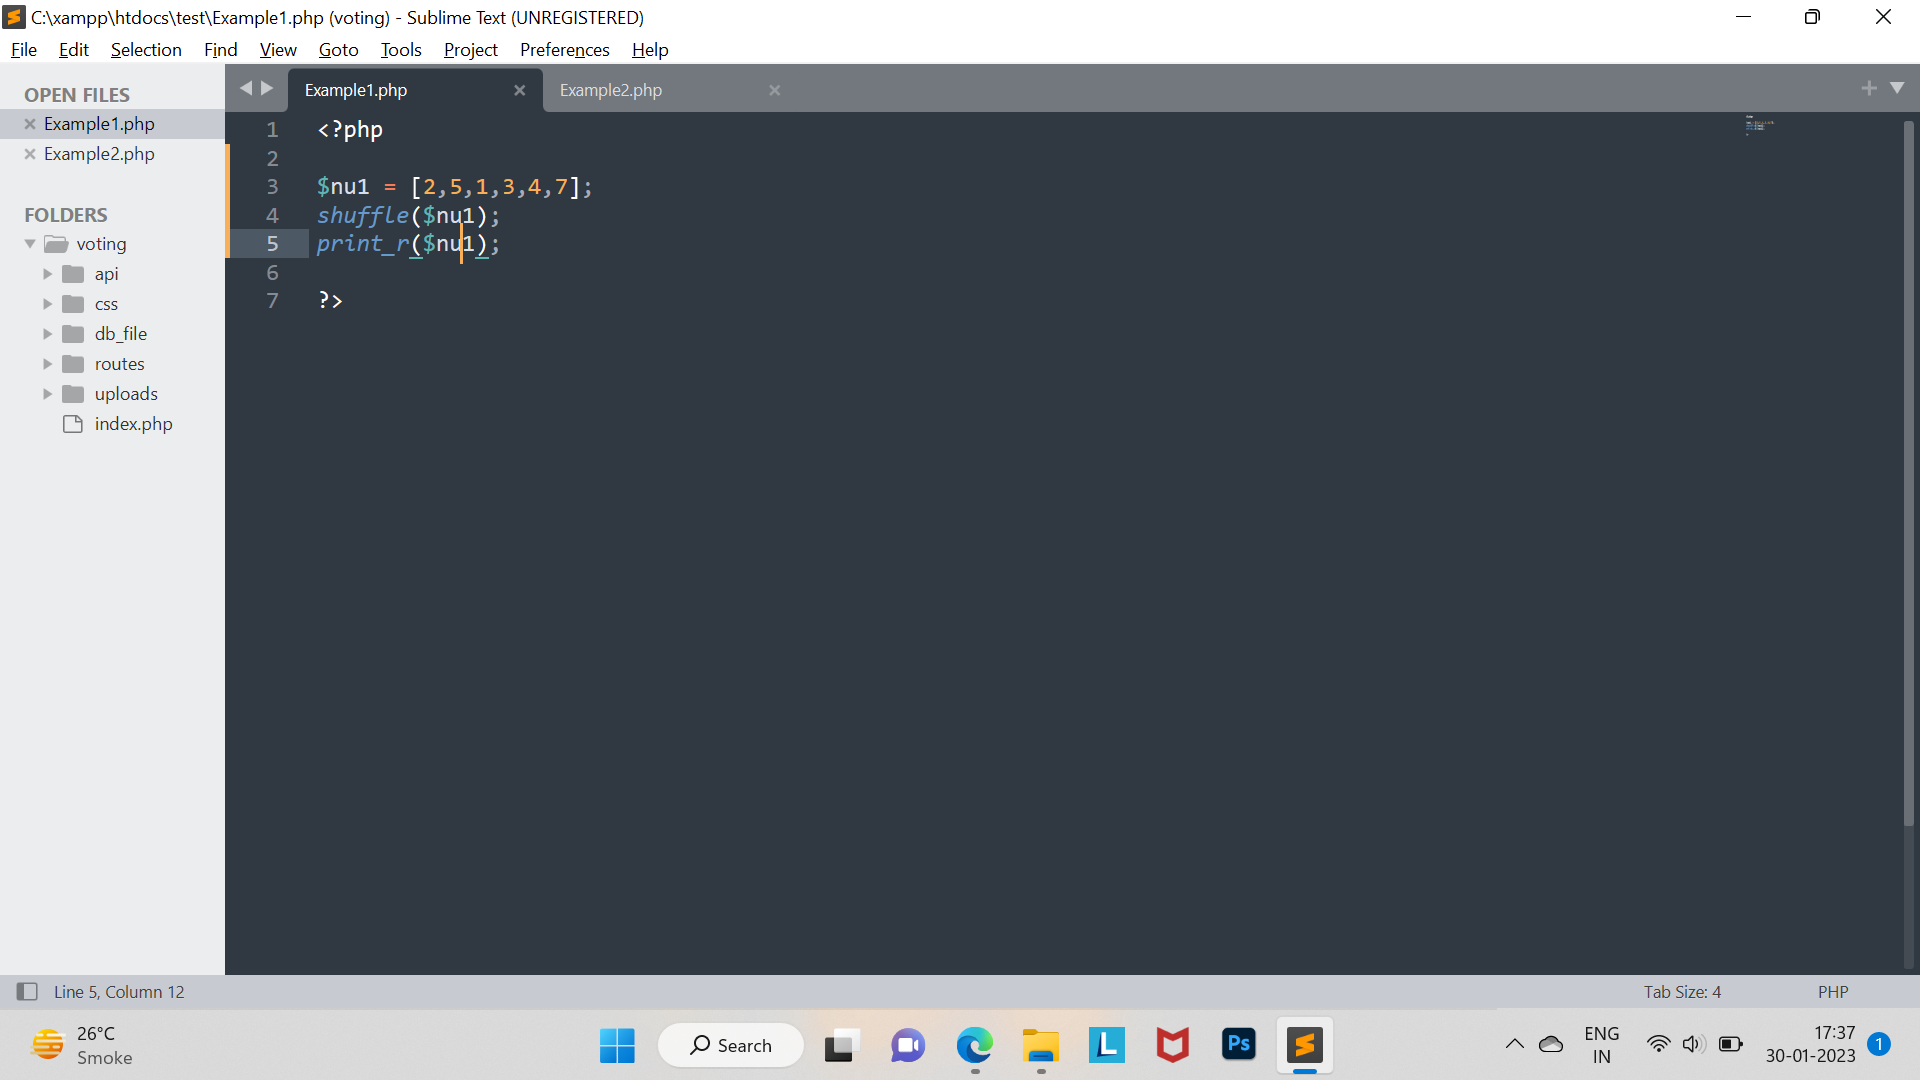 C:\xampp\htdocs\test\Example1.php (voting) - Sublime Text (UNREGISTERED)
File Edit Selection Find View Goto Tools Project Preferences Help
OPEN FILES
Example1.php
Example2.php
FOLDERS
voting
api
css
db_file
routes
uploads
index.php
Example1.php Example2.php
1 <?php
2
3 $nu1 = [2,5,1,3,4,7];
4 shuffle($nu1);
5 print_r($nu1);
6
7 ?>
Line 5, Column 12 Tab Size: 4 PHP
26°C
Smoke
Search
L
Ps
ENG
IN
17:37
30-01-2023
1